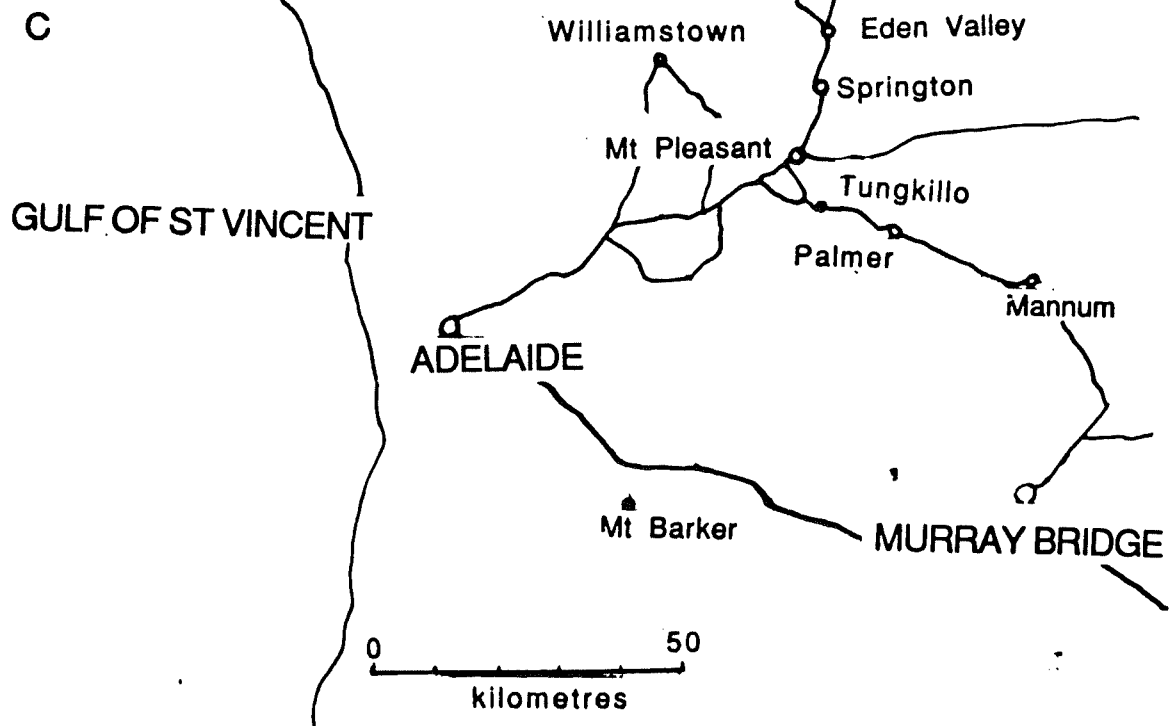 C
Williamstown
Eden Valley
Springton
Mt Pleasant
Tungkillo
GULF OF ST VINCENT
Palmer
Mannum
ADELAIDE
Mt Barker
MURRAY BRIDGE
0 50
kilometres